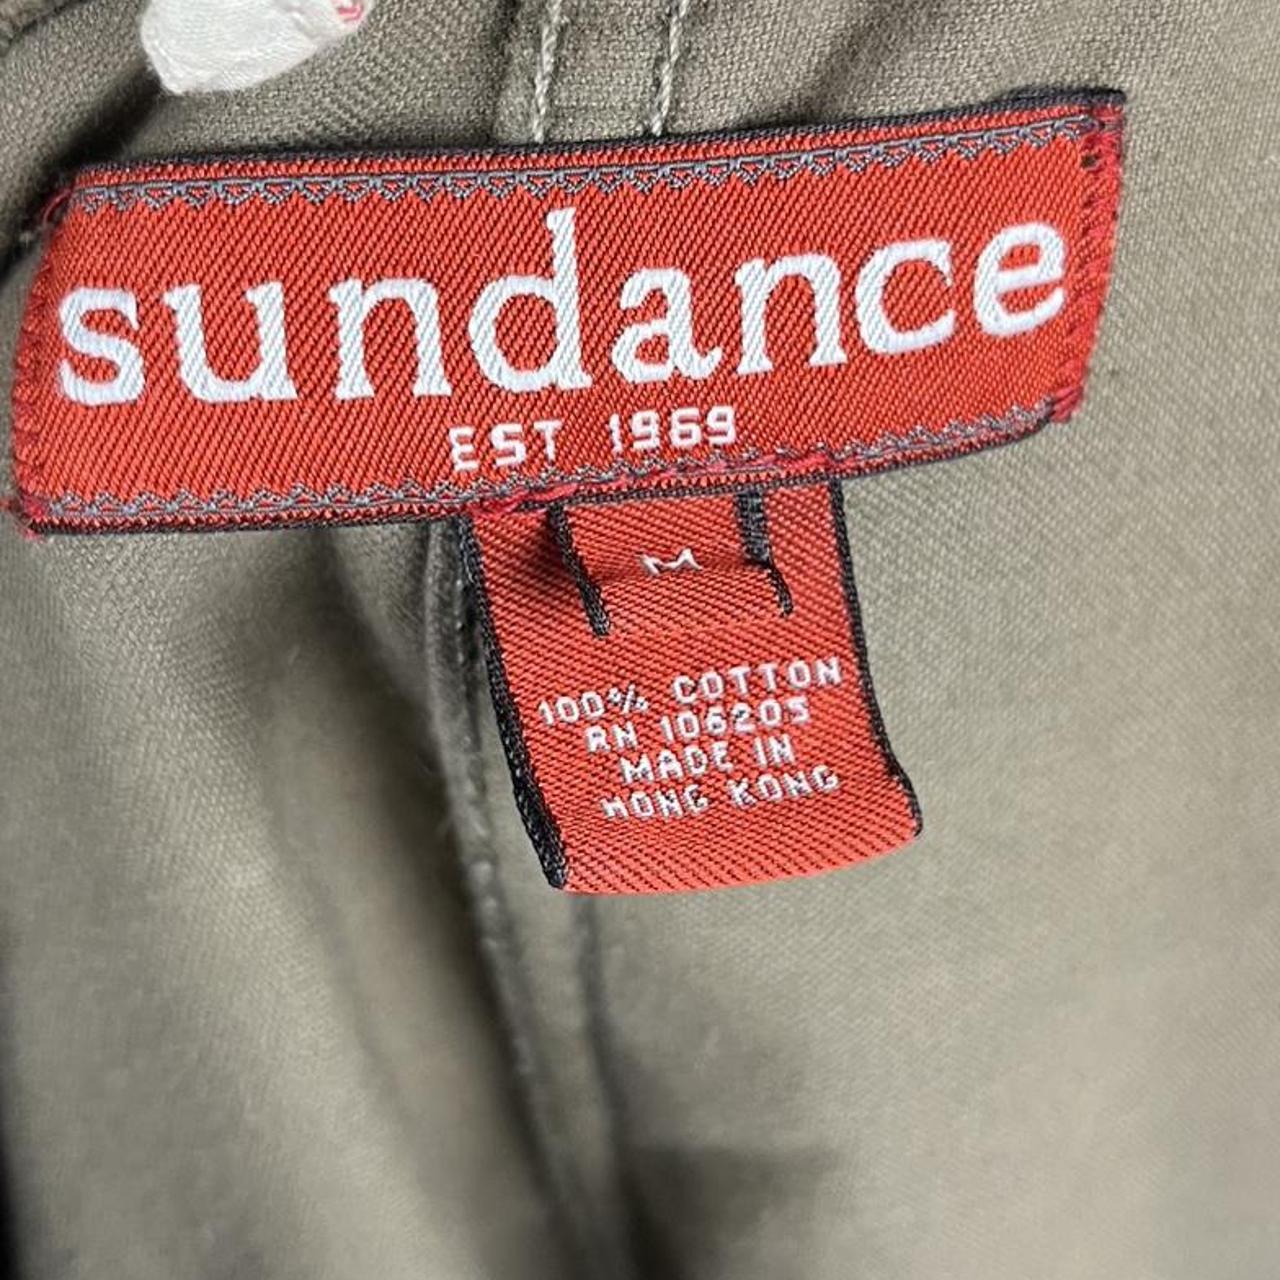 sundance
EST 1969
M
100% COTTON
RN 106205
MADE IN
HONG KONG